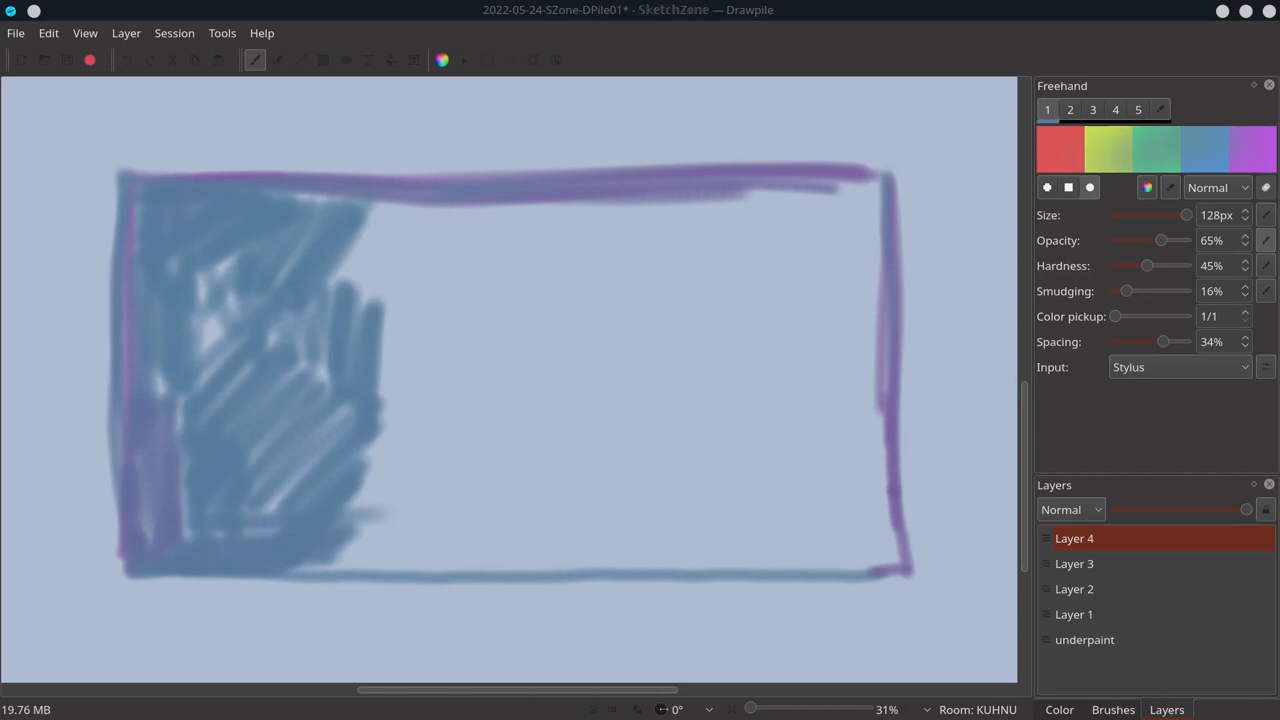 2022-05-24-SZone-DPile01* - SketchZone — Drawpile
File Edit View Layer Session Tools Help
Freehand
1 2 3 4 5
Normal
Size: 128px
Opacity: 65%
Hardness: 45%
Smudging: 16%
Color pickup: 1/1
Spacing: 34%
Input: Stylus
Layers
Normal
Layer 4
Layer 3
Layer 2
Layer 1
underpaint
19.76 MB 0° 31% Room: KUHNU Color Brushes Layers